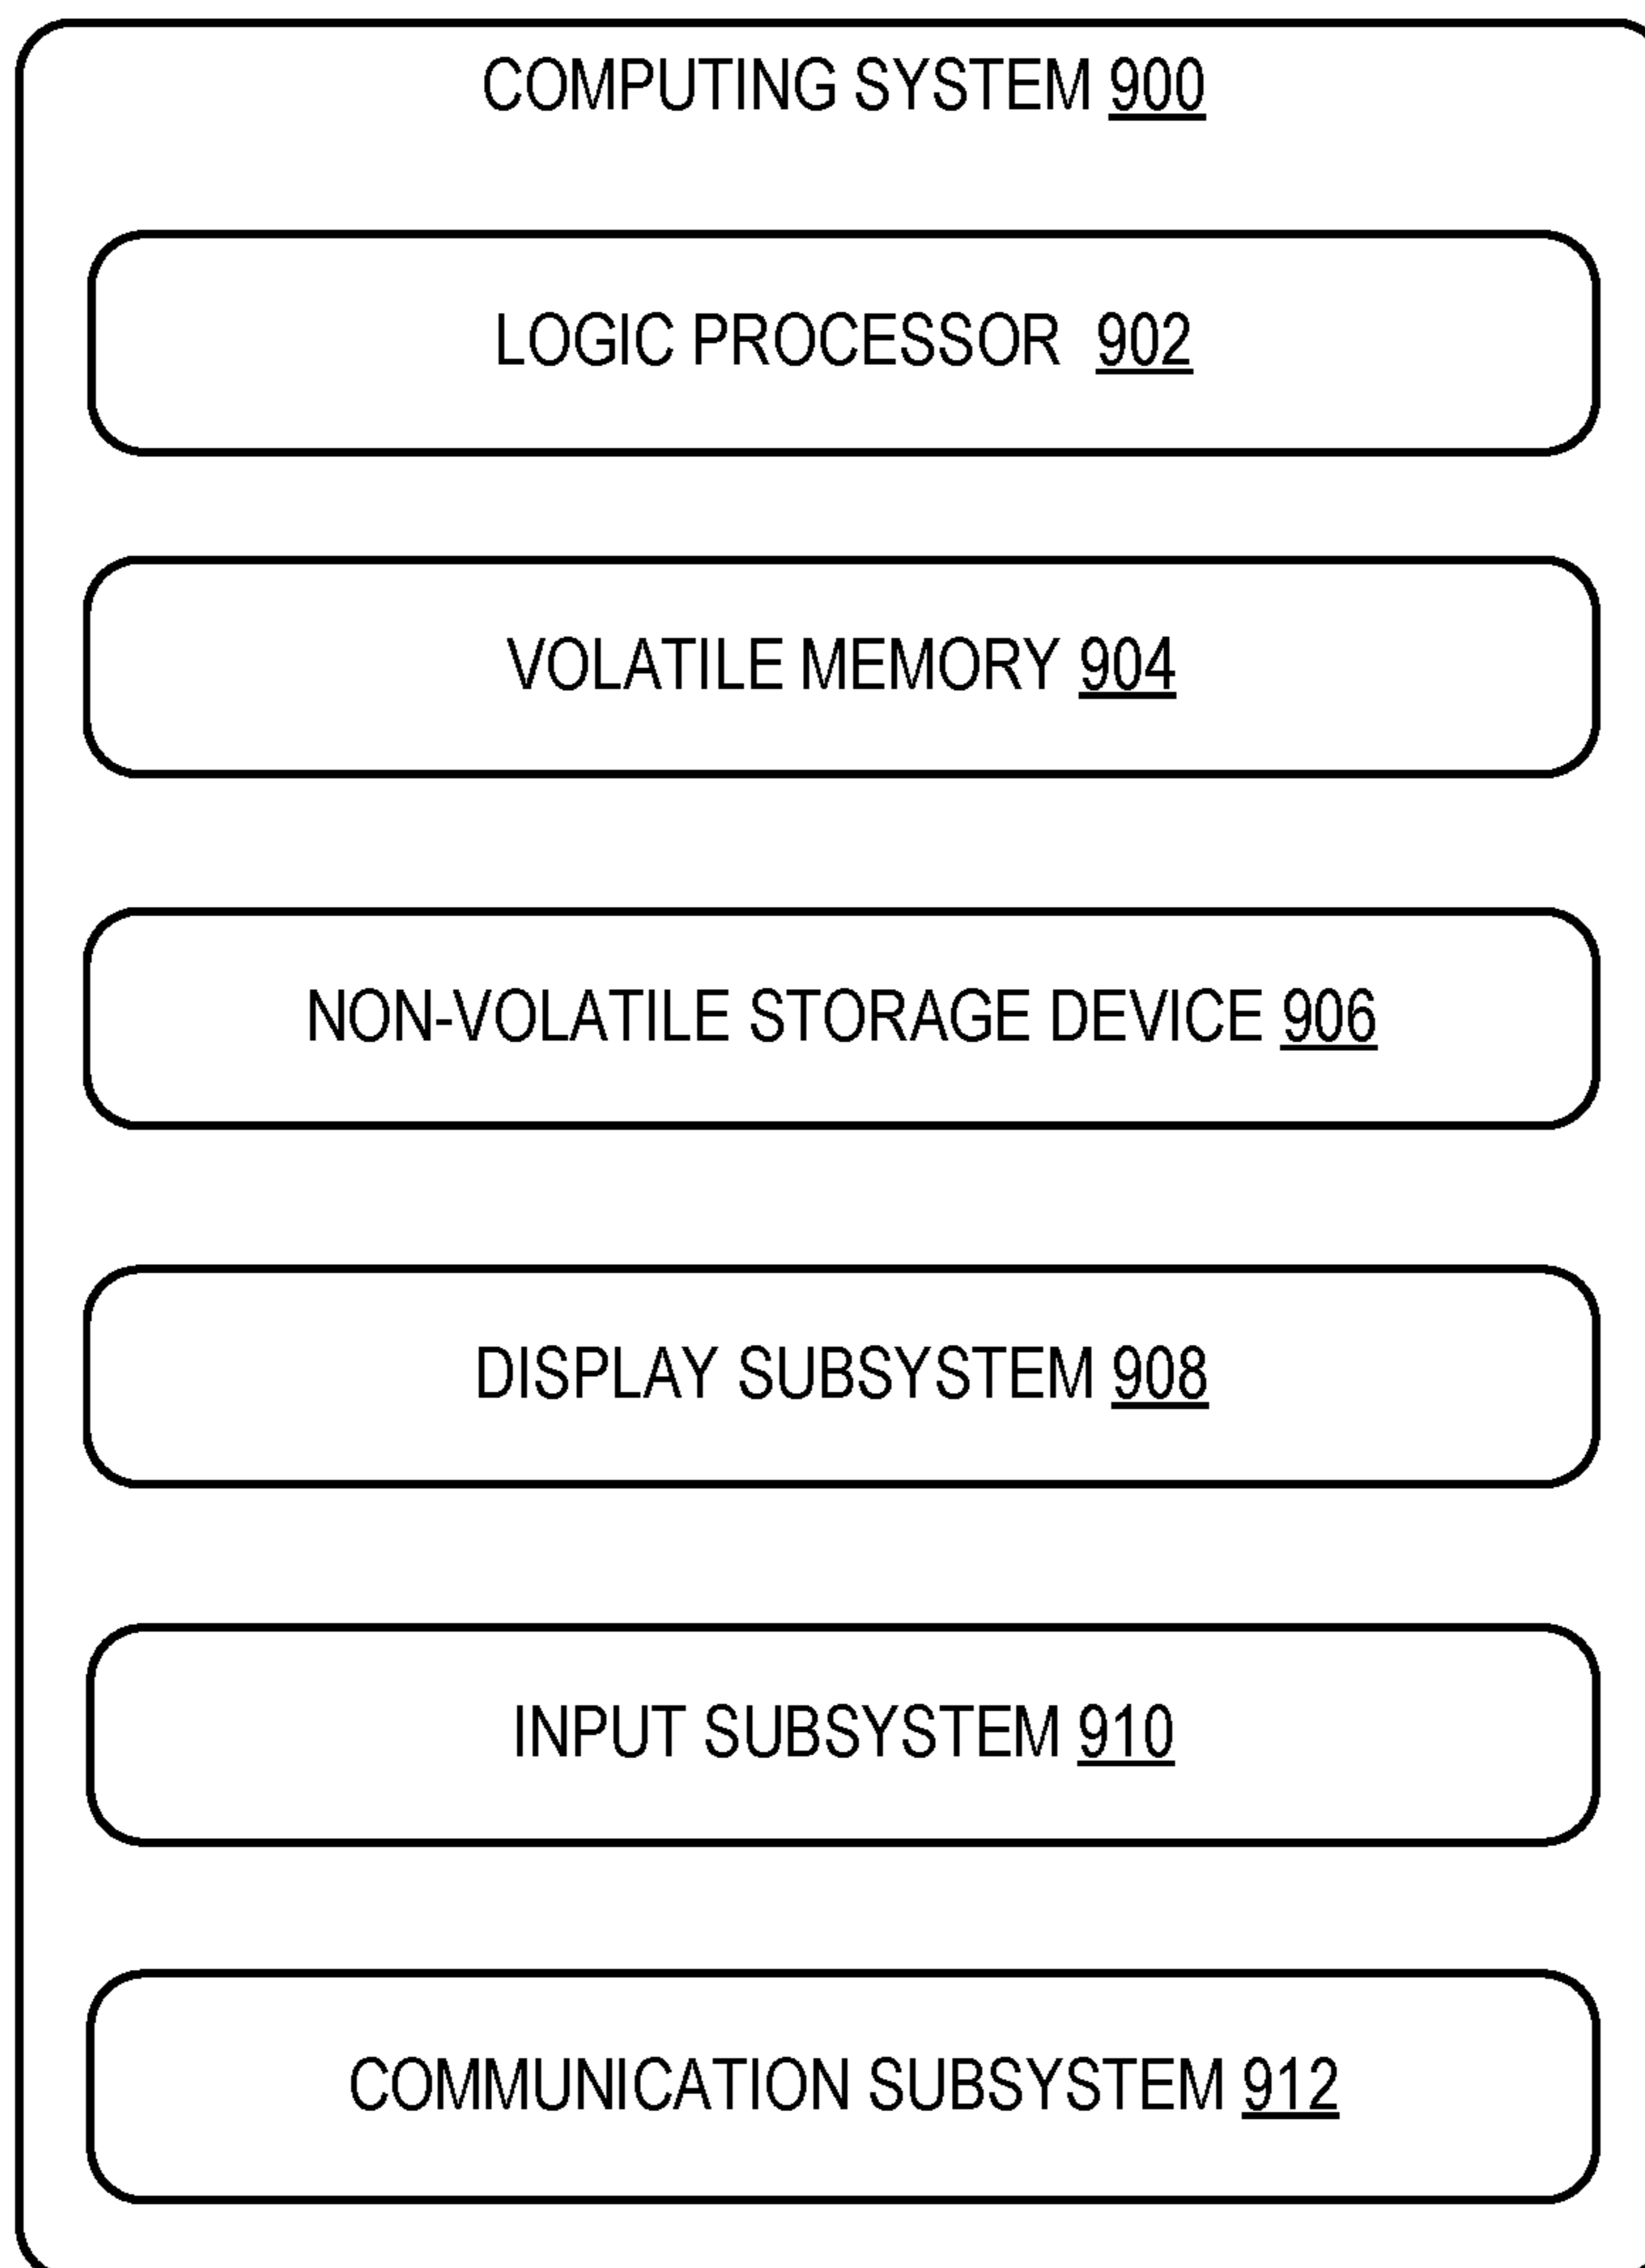 COMPUTING SYSTEM 900
LOGIC PROCESSOR 902
VOLATILE MEMORY 904
NON-VOLATILE STORAGE DEVICE 906
DISPLAY SUBSYSTEM 908
INPUT SUBSYSTEM 910
COMMUNICATION SUBSYSTEM 912